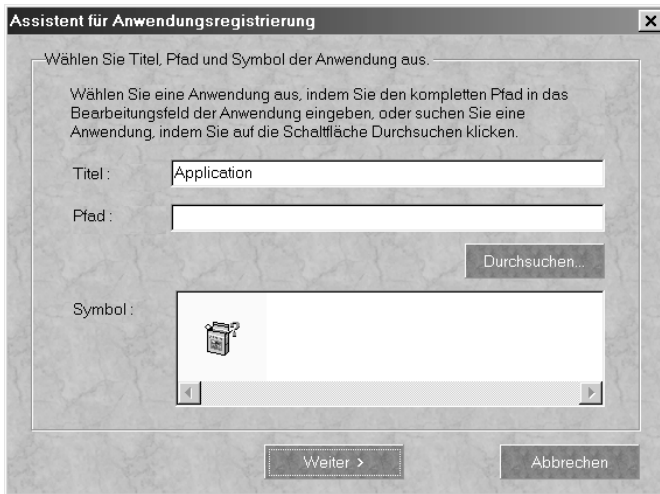 Assistent für Anwendungsregistrierung
Wählen Sie Titel, Pfad und Symbol der Anwendung aus.
Wählen Sie eine Anwendung aus, indem Sie den kompletten Pfad in das
Bearbeitungsfeld der Anwendung eingeben, oder suchen Sie eine
Anwendung, indem Sie auf die Schaltfläche Durchsuchen klicken.
Titel : Application
Pfad :
Durchsuchen...
Symbol :
Weiter > Abbrechen